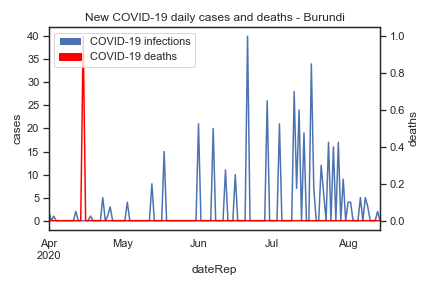 New COVID-19 daily cases and deaths - Burundi
COVID-19 infections
COVID-19 deaths
40
35
30
25
20
15
10
5
0
cases
1.0
0.8
0.6
0.4
0.2
0.0
deaths
Apr
2020
May
Jun
Jul
Aug
dateRep